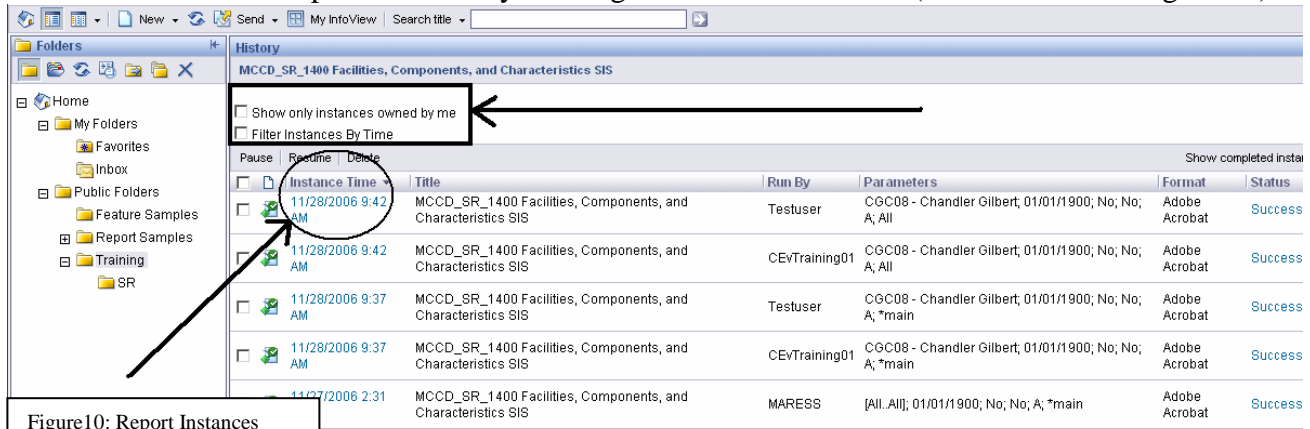 New Send My InfoView Search title
Folders
Home
My Folders
Favorites
Inbox
Public Folders
Feature Samples
Report Samples
Training
SR
History
MCCD_SR_1400 Facilities, Components, and Characteristics SIS
Show only instances owned by me
Filter Instances By Time
Pause Resume Delete Show completed
Instance Time Title Run By Parameters Format Status
11/28/2006 9:42 MCCD_SR_1400 Facilities, Components, and Testuser CGC08 - Chandler Gilbert; 01/01/1900; No; No; Adobe Success
AM Characteristics SIS A; All Acrobat
11/28/2006 9:42 MCCD_SR_1400 Facilities, Components, and CEvTraining01 CGC08 - Chandler Gilbert; 01/01/1900; No; No; Adobe Success
AM Characteristics SIS A; All Acrobat
11/28/2006 9:37 MCCD_SR_1400 Facilities, Components, and Testuser CGC08 - Chandler Gilbert; 01/01/1900; No; No; Adobe Success
AM Characteristics SIS A; *main Acrobat
11/28/2006 9:37 MCCD_SR_1400 Facilities, Components, and CEvTraining01 CGC08 - Chandler Gilbert; 01/01/1900; No; No; Adobe Success
AM Characteristics SIS A; *main Acrobat
11/27/2006 2:31 MCCD_SR_1400 Facilities, Components, and MARESS [All..All]; 01/01/1900; No; No; A; *main Adobe Success
Characteristics SIS Acrobat
Figure10: Report Instances